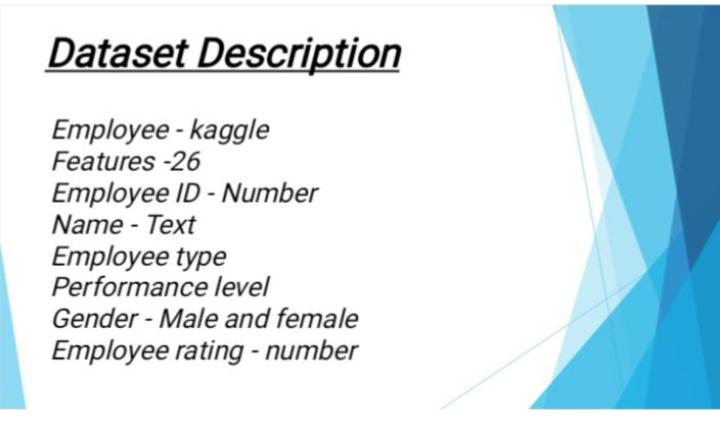 Dataset Description
Employee - kaggle
Features -26
Employee ID - Number
Name - Text
Employee type
Performance level
Gender - Male and female
Employee rating - number